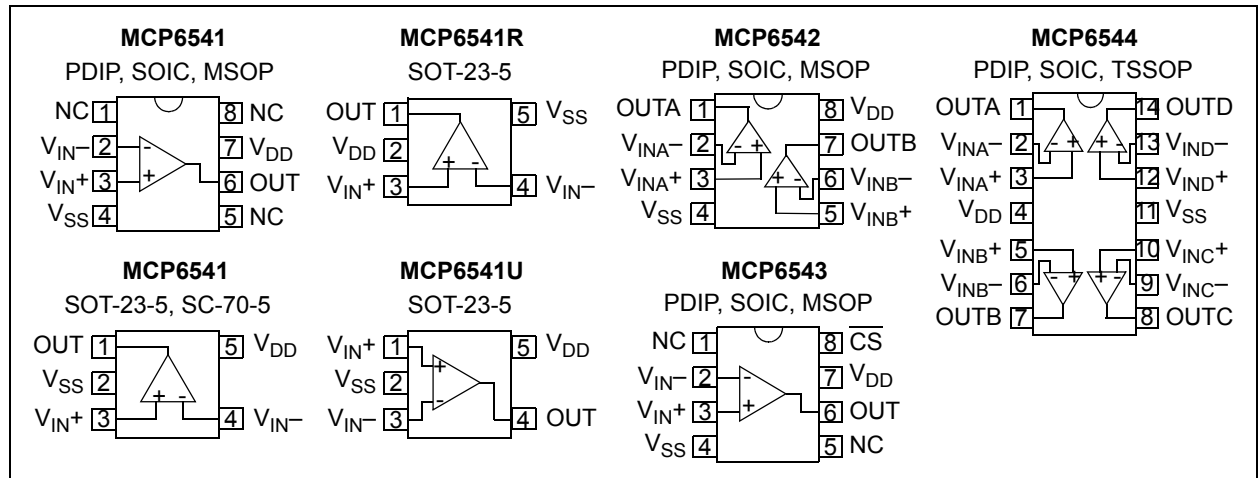 MCP6541
PDIP, SOIC, MSOP
NC 1 8 NC
VIN– 2 - 7 VDD
VIN+ 3 + 6 OUT
VSS 4 5 NC
MCP6541R
SOT-23-5
OUT 1 5 VSS
VDD 2
VIN+ 3 + - 4 VIN–
MCP6542
PDIP, SOIC, MSOP
OUTA 1 8 VDD
VINA– 2 - + 7 OUTB
VINA+ 3 + - 6 VINB–
VSS 4 5 VINB+
MCP6544
PDIP, SOIC, TSSOP
OUTA 1 14 OUTD
VINA– 2 - + + - 13 VIND–
VINA+ 3 12 VIND+
VDD 4 11 VSS
VINB+ 5 10 VINC+
VINB– 6 - + + - 9 VINC–
OUTB 7 8 OUTC
MCP6541
SOT-23-5, SC-70-5
OUT 1 5 VDD
VSS 2
VIN+ 3 + - 4 VIN–
MCP6541U
SOT-23-5
VIN+ 1 + 5 VDD
VSS 2
VIN– 3 - 4 OUT
MCP6543
PDIP, SOIC, MSOP
NC 1 8 C̅S̅
VIN– 2 - 7 VDD
VIN+ 3 + 6 OUT
VSS 4 5 NC